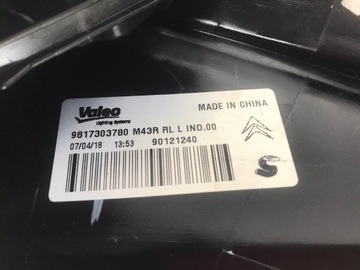 Valeo
Lighting Systems
MADE IN CHINA
9817303780 M43R RL L IND.00
07/04/18 13:53 90121240
S